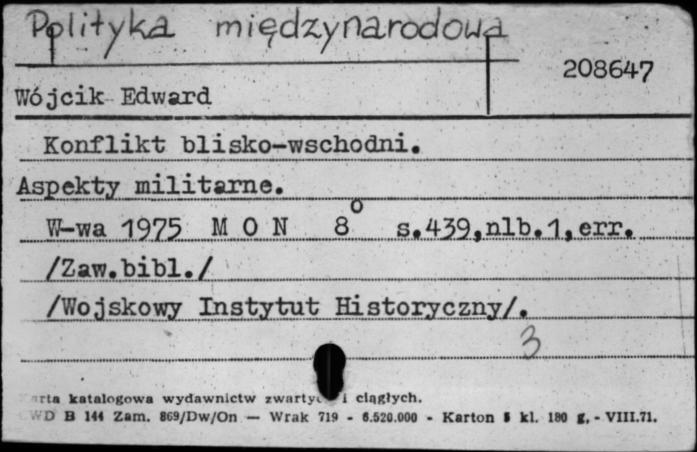 Polityka międzynarodowa
208647
Wójcik Edward
Konflikt blisko-wschodni.
Aspekty militarne.
W-wa 1975 M O N 8° s.439,nlb.1,err.
/Zaw.bibl./
/Wojskowy Instytut Historyczny/.
3
katalogowa wydawnictw i ciągłych.
B 144 Zam. 869/Dw/On — Wrak 719 - 6.520.000 - Karton kl. 180 g. - VIII.71.